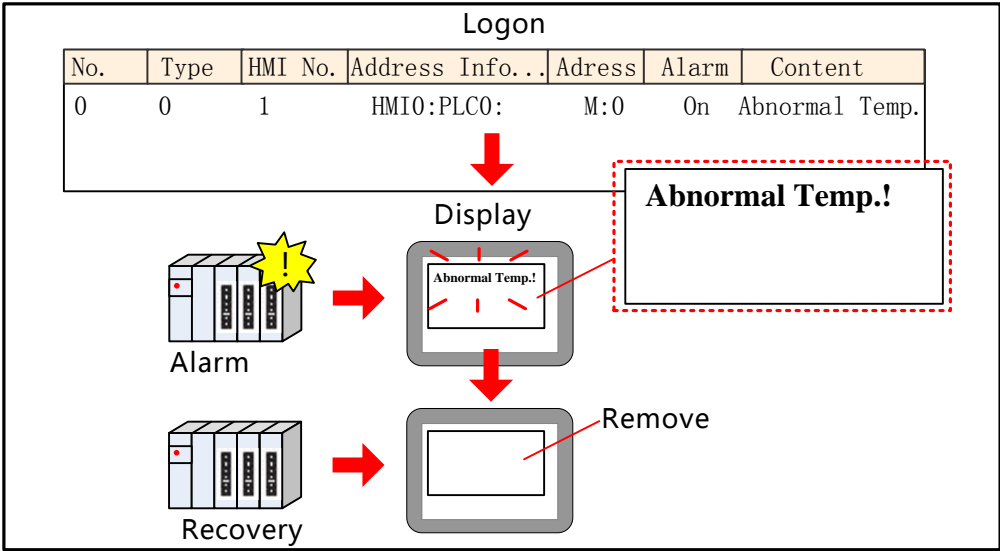 Logon
No. Type HMI No. Address Info... Adress Alarm Content
0 0 1 HMI0:PLC0: M:0 On Abnormal Temp.
Abnormal Temp.!
Display
!
Abnormal Temp.!
Alarm
Remove
Recovery